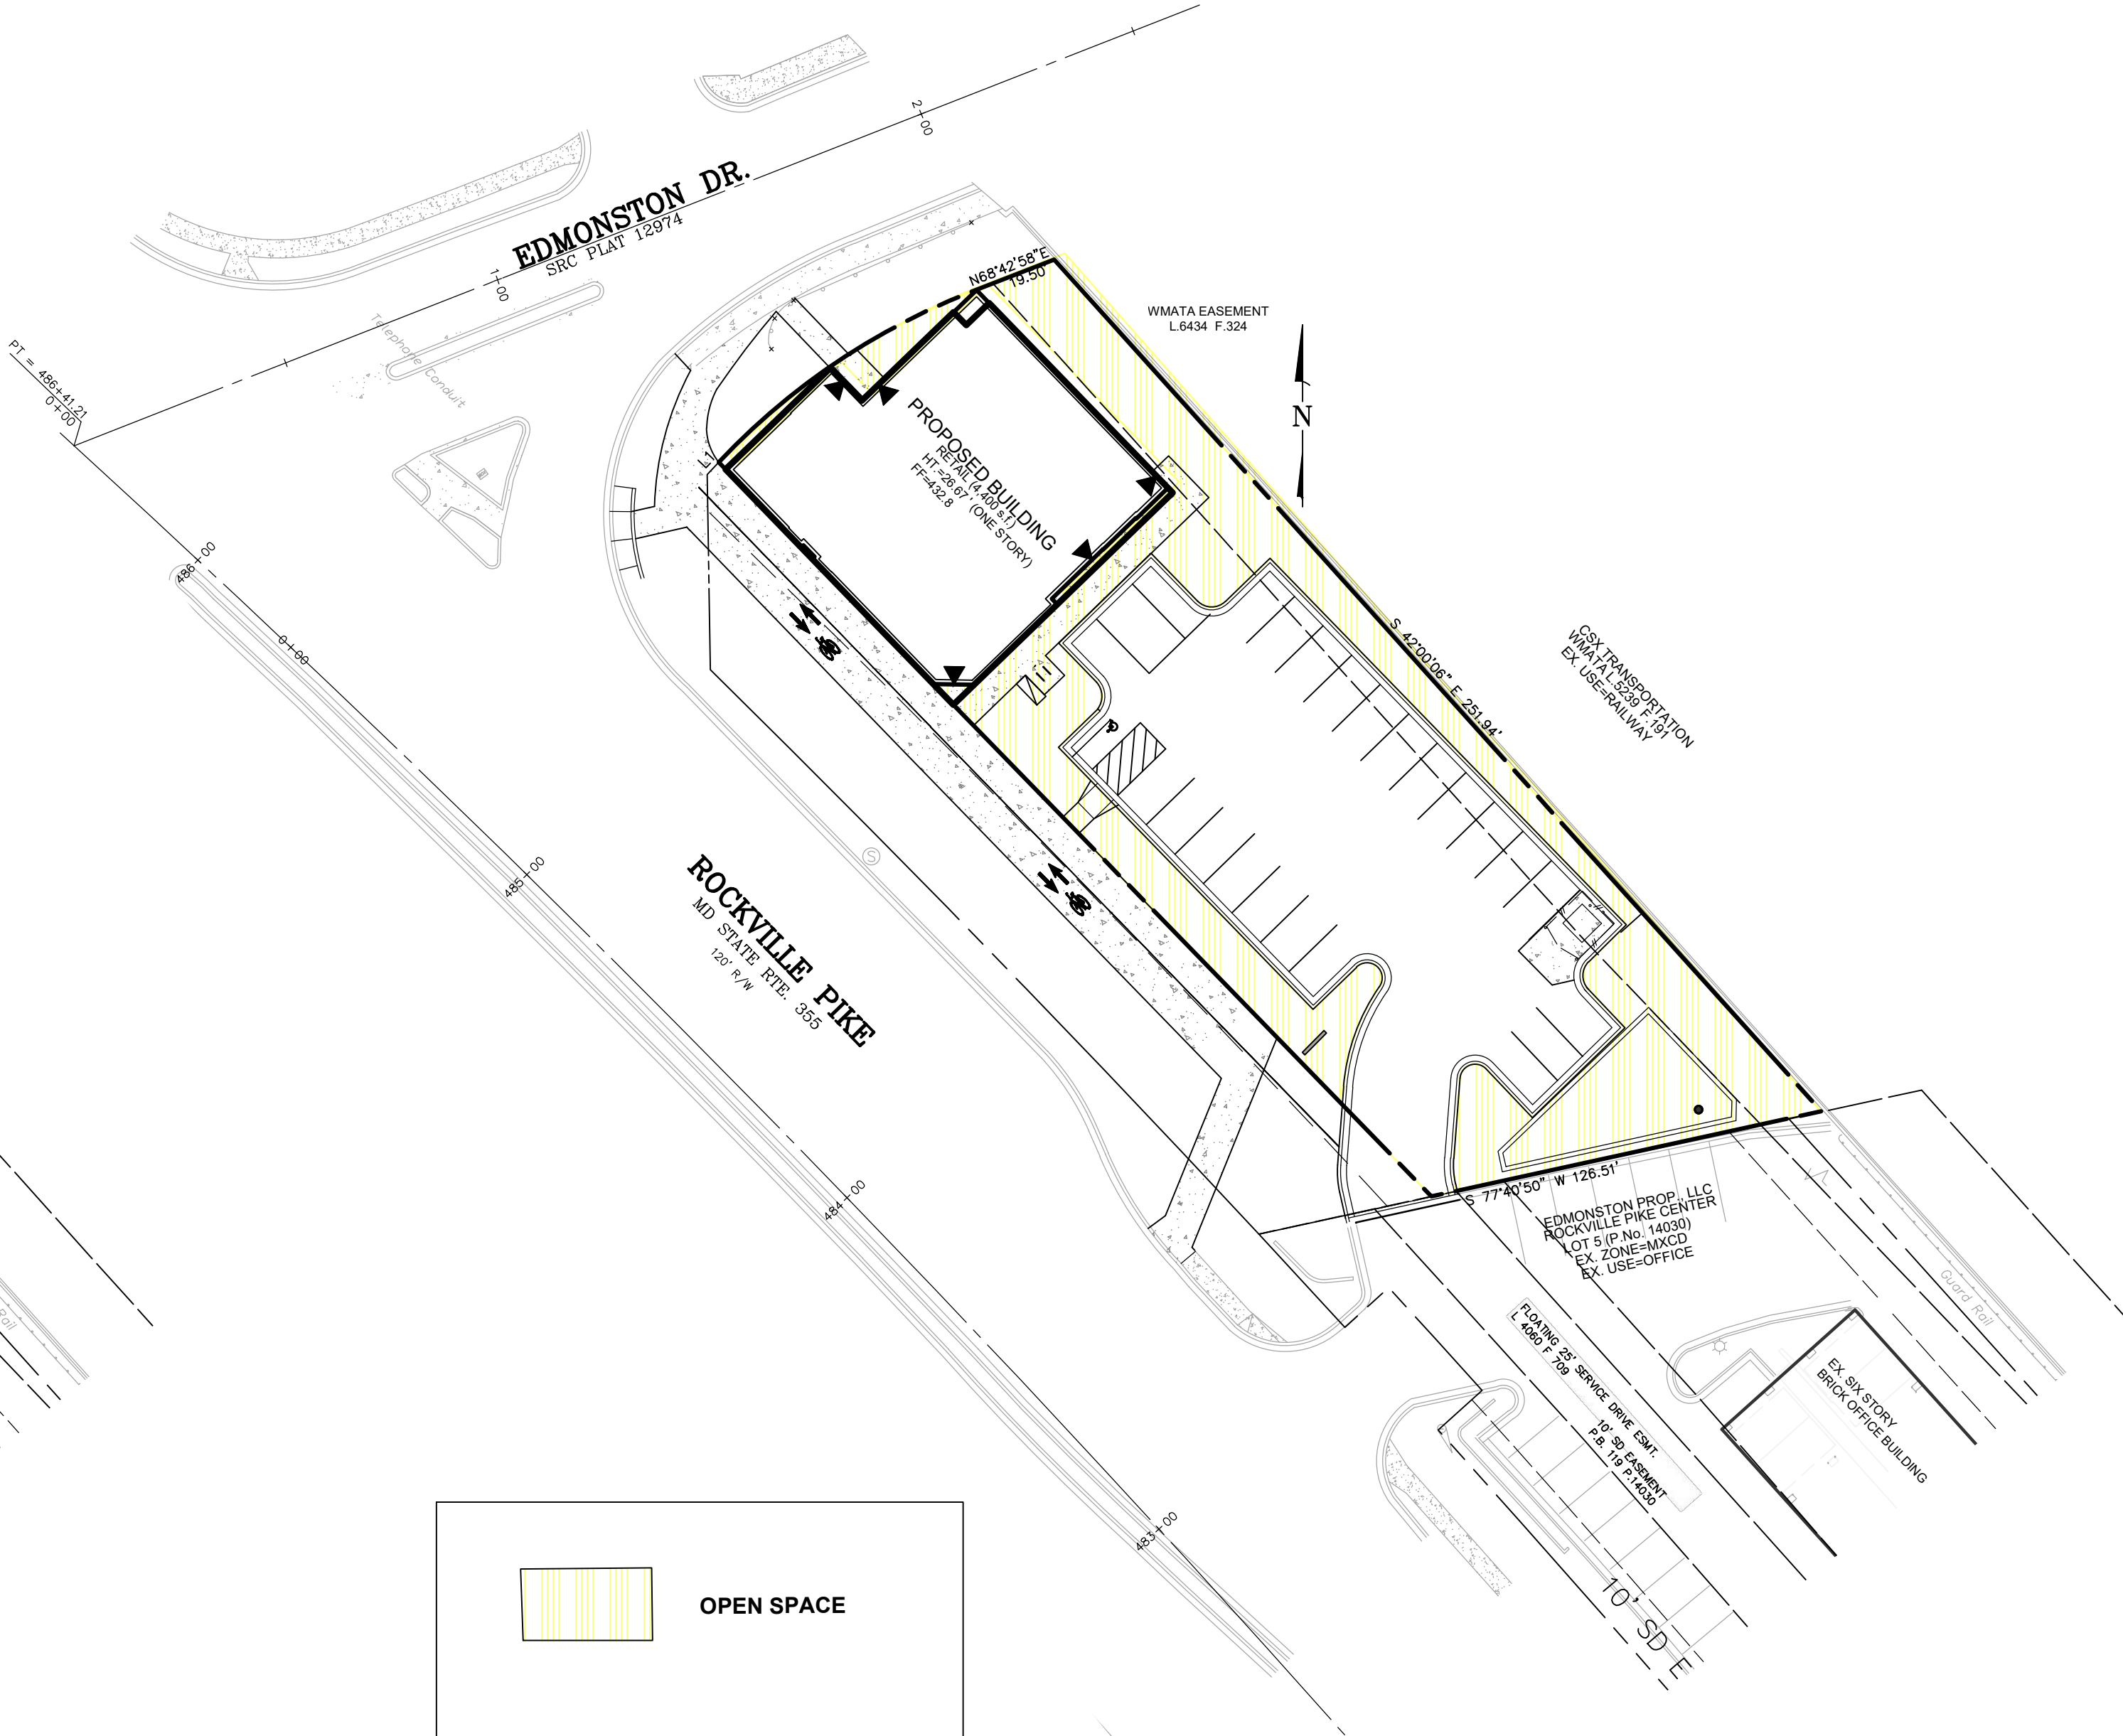 2+00
EDMONSTON DR.
SRC PLAT 12974
1+00
N68°42'58"E
19.50'
WMATA EASEMENT
L.6434 F.324
Telephone Conduit
PT = 486+41.21
0+00
N
PROPOSED BUILDING
RETAIL (4,400 s.f.)
HT.=26.67' (ONE STORY)
FF=432.8
L1
486+00
0+00
S 42°00'06" E 251.94'
CSX TRANSPORTATION
WMATA L.5239 F.191
EX. USE=RAILWAY
485+00
S
ROCKVILLE PIKE
MD STATE RTE. 355
120' R/W
484+00
S 77°40'50" W 126.51'
EDMONSTON PROP., LLC
ROCKVILLE PIKE CENTER
LOT 5 (P.No. 14030)
EX. ZONE=MXCD
EX. USE=OFFICE
Guard Rail
Rail
FLOATING 25' SERVICE DRIVE ESMT.
L 4060 F 709
10' SD EASEMENT
P.B. 119 P.14030
EX. SIX STORY
BRICK OFFICE BUILDING
483+00
10' SD E
OPEN SPACE